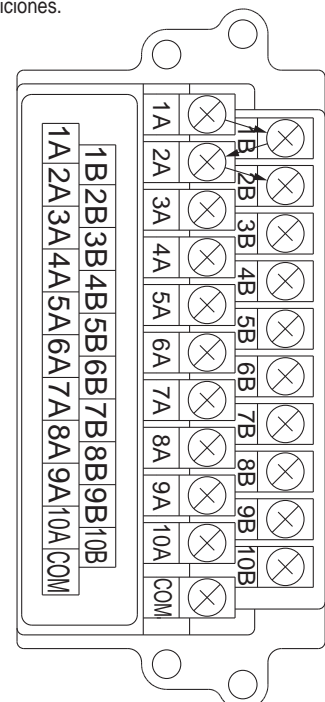 iciones.
1A 2A 3A 4A 5A 6A 7A 8A 9A 10A COM
1B 2B 3B 4B 5B 6B 7B 8B 9B 10B
1A
1B
2A
2B
3A
3B
4A
4B
5A
5B
6A
6B
7A
7B
8A
8B
9A
9B
10A
10B
COM